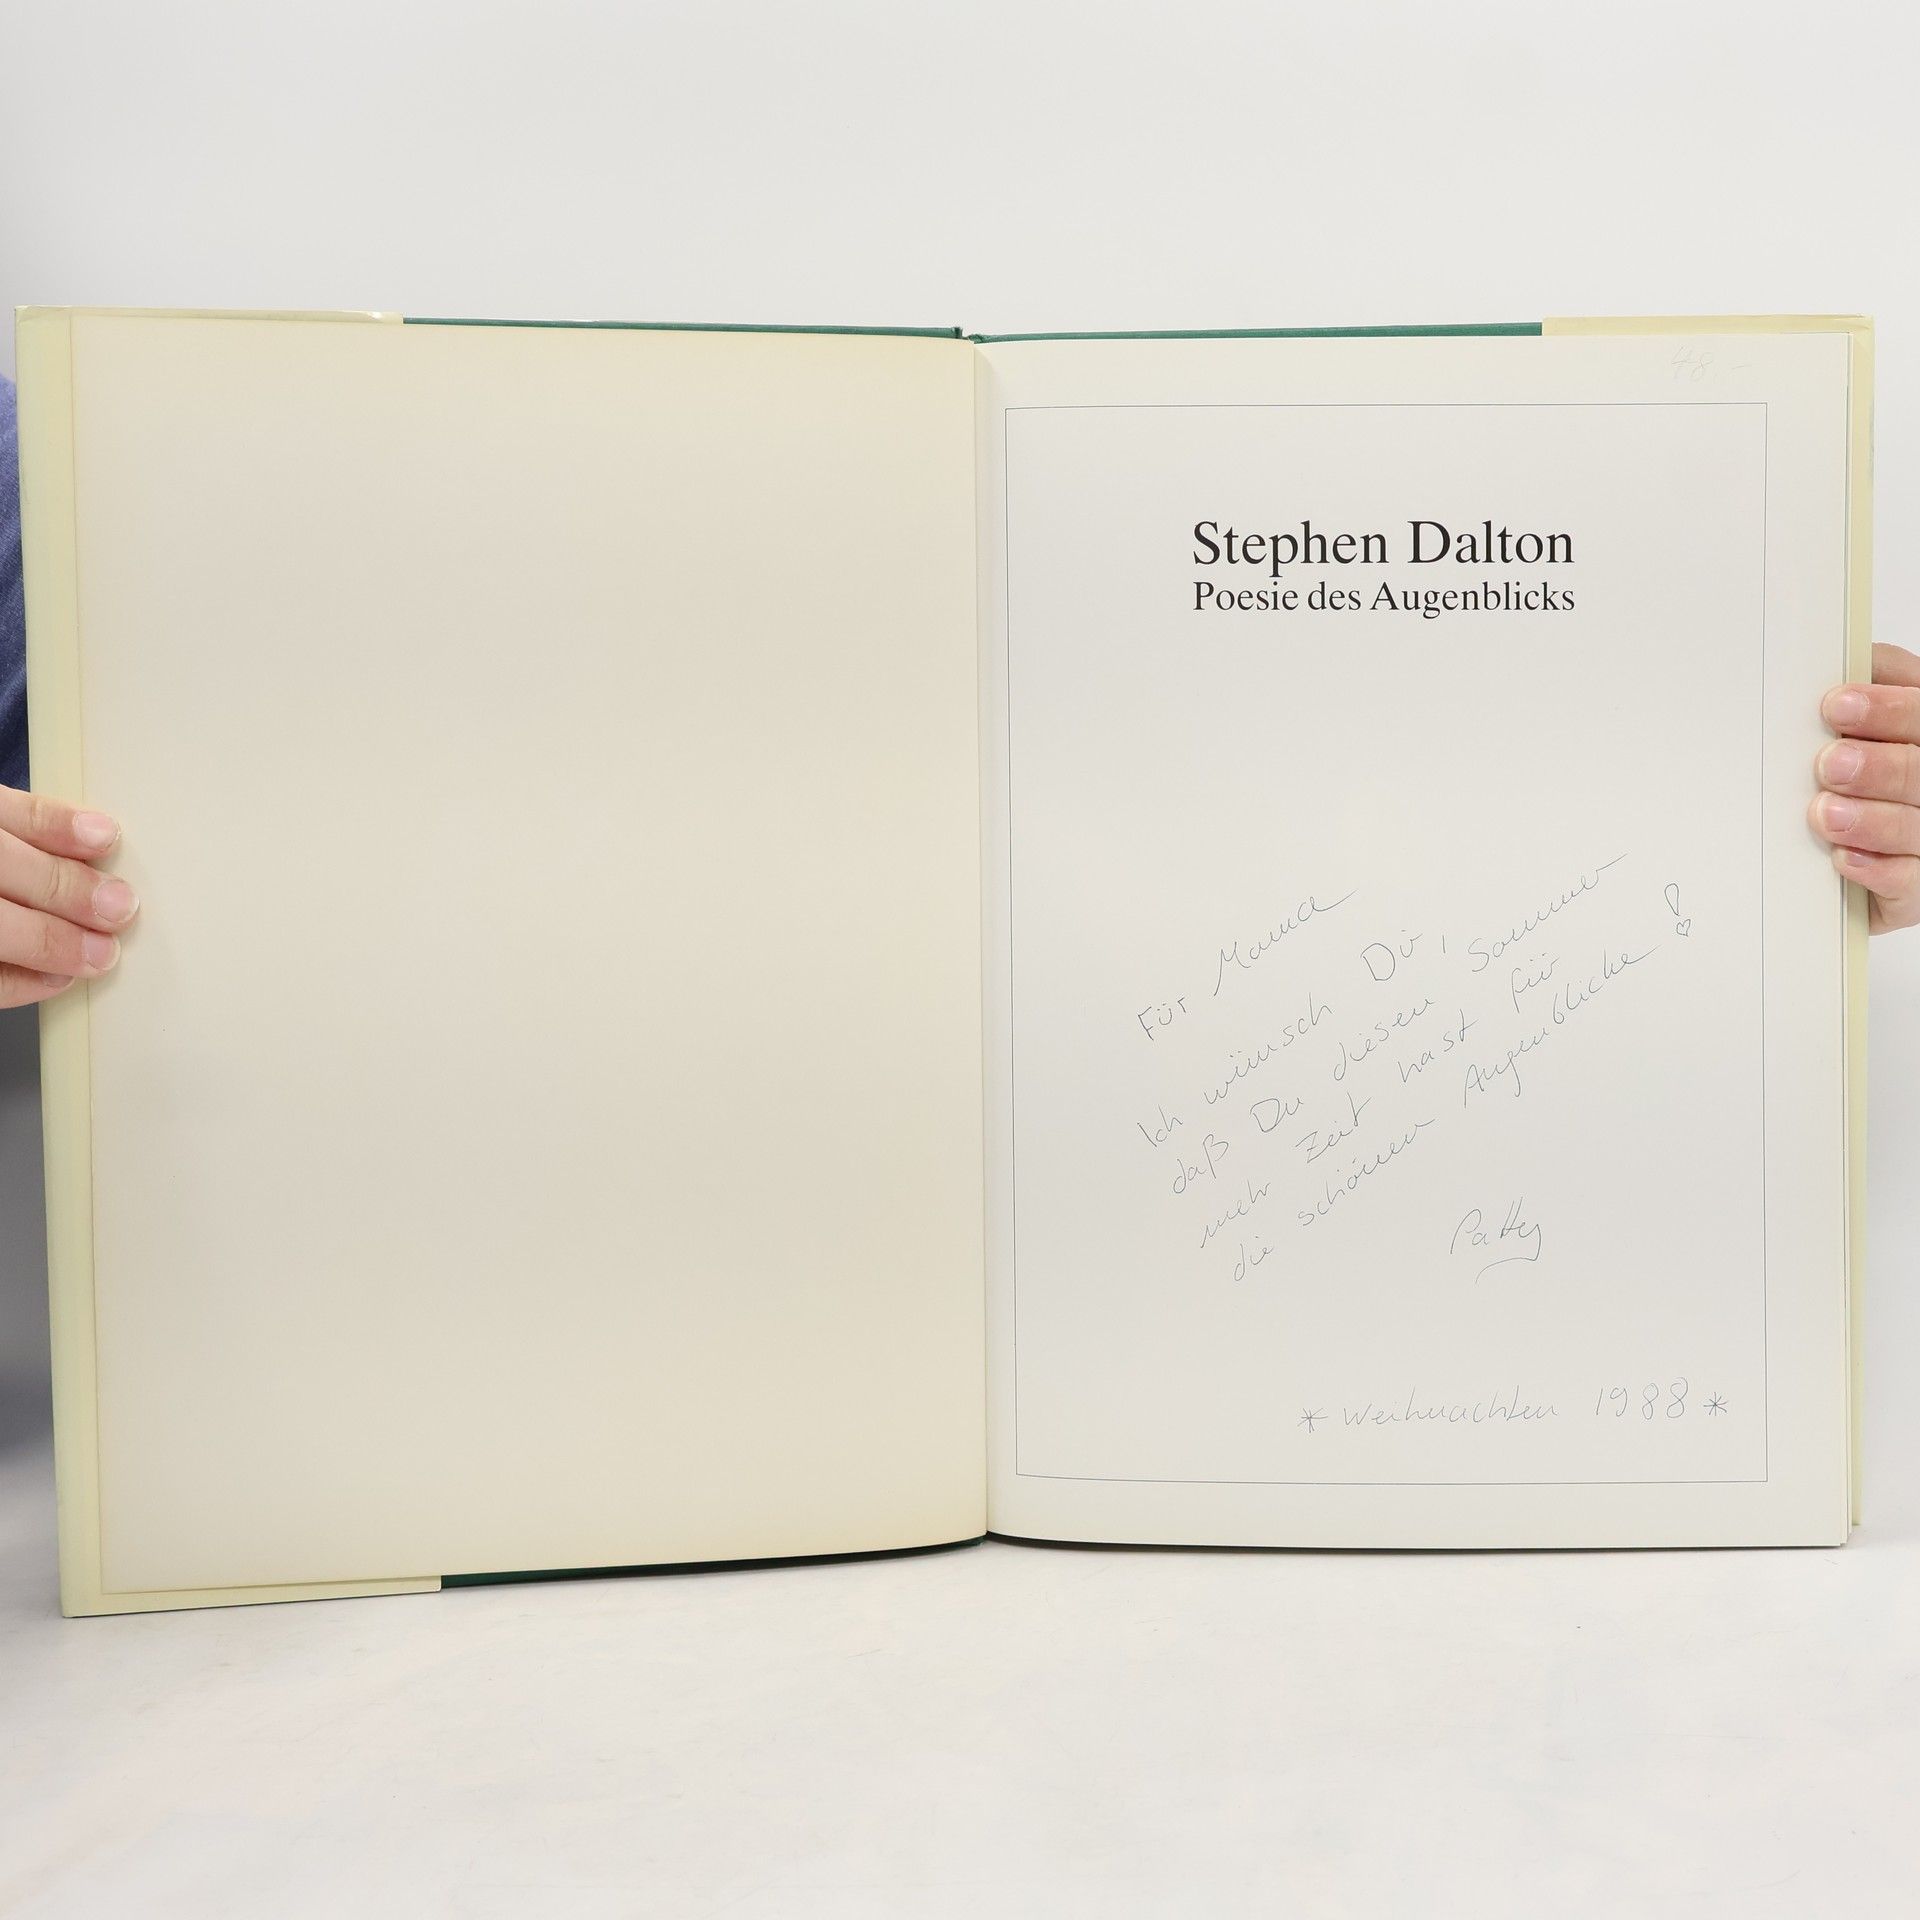 48,-
Stephen Dalton
Poesie des Augenblicks
Für Mama
Ich wünsch Dir,
daß Du diesen Sommer
mehr Zeit hast für
die schönen Augenblicke!
Patty
* Weihnachten 1988 *